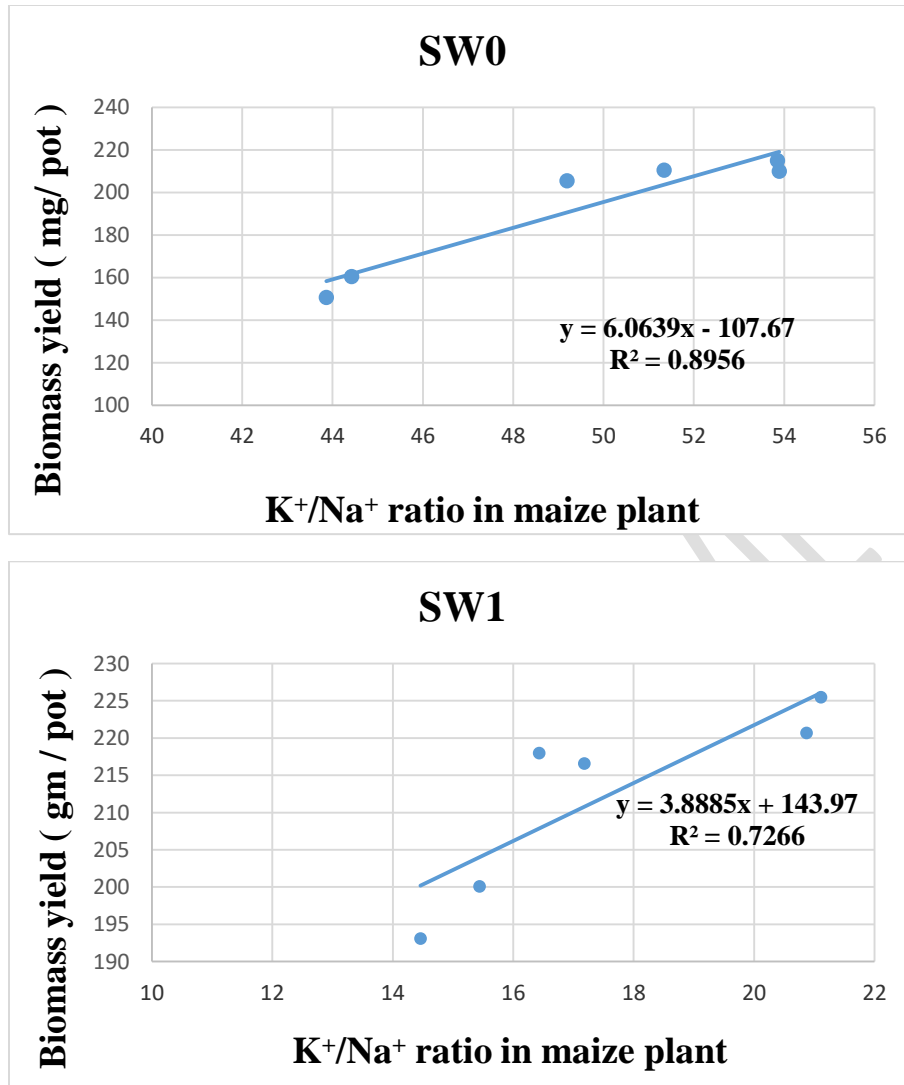 SW0
Biomass yield ( mg/ pot )
240
220
200
180
160
140
120
100
y = 6.0639x - 107.67
R² = 0.8956
40 42 44 46 48 50 52 54 56
K⁺/Na⁺ ratio in maize plant
SW1
Biomass yield ( gm / pot )
230
225
220
215
210
205
200
195
190
y = 3.8885x + 143.97
R² = 0.7266
10 12 14 16 18 20 22
K⁺/Na⁺ ratio in maize plant